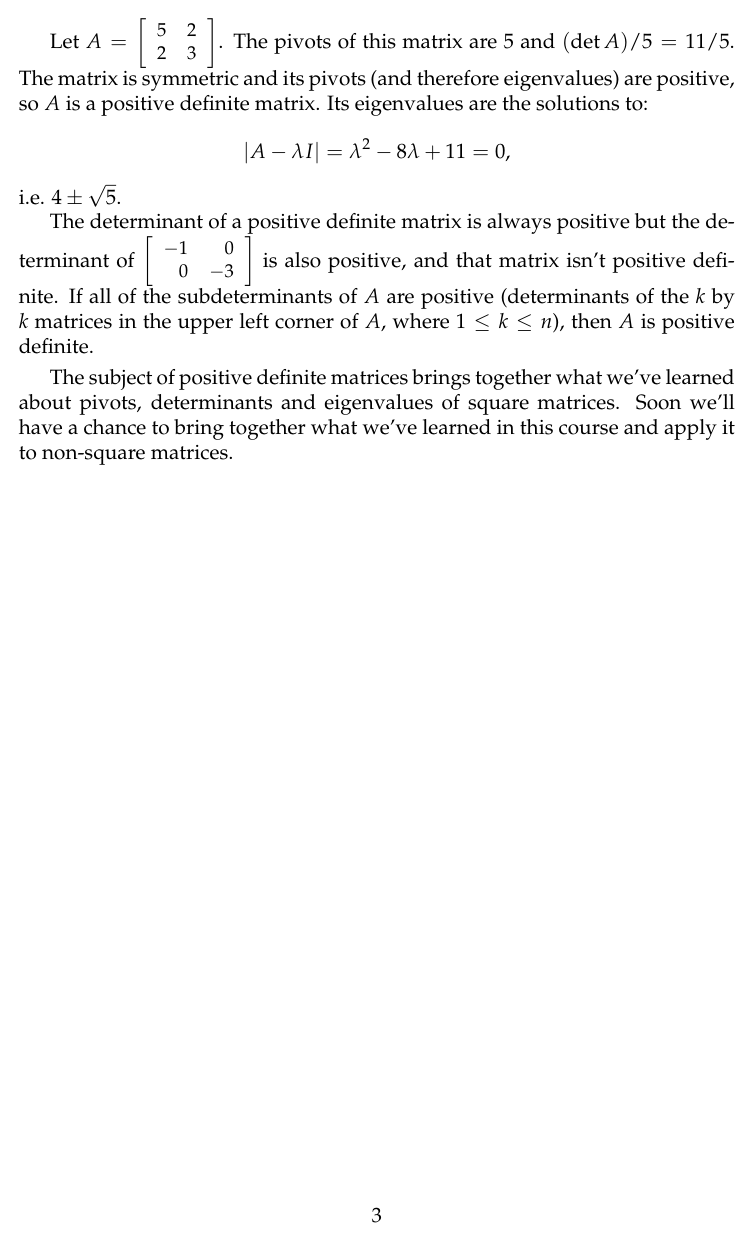 Let A = [ 5 2 ; 2 3 ]. The pivots of this matrix are 5 and (det A)/5 = 11/5.
The matrix is symmetric and its pivots (and therefore eigenvalues) are positive,
so A is a positive definite matrix. Its eigenvalues are the solutions to:
|A − λI| = λ² − 8λ + 11 = 0,
i.e. 4 ± √5.
The determinant of a positive definite matrix is always positive but the de-
terminant of [ −1 0 ; 0 −3 ] is also positive, and that matrix isn’t positive defi-
nite. If all of the subdeterminants of A are positive (determinants of the k by
k matrices in the upper left corner of A, where 1 ≤ k ≤ n), then A is positive
definite.
The subject of positive definite matrices brings together what we’ve learned
about pivots, determinants and eigenvalues of square matrices. Soon we’ll
have a chance to bring together what we’ve learned in this course and apply it
to non-square matrices.
3